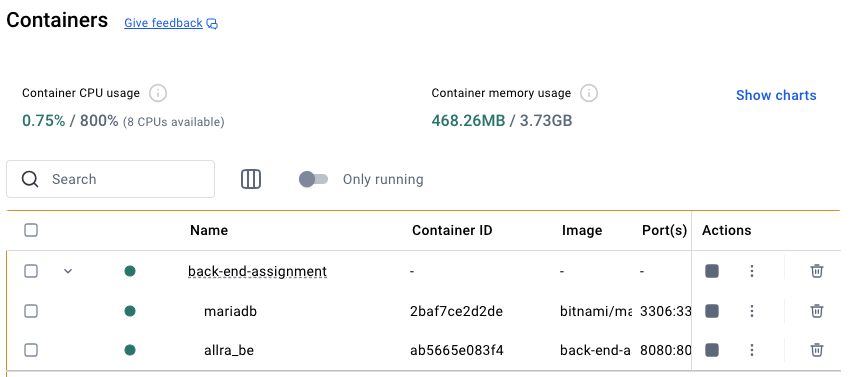 Containers Give feedback
Container CPU usage Container memory usage
Show charts
0.75% / 800% (8 CPUs available) 468.26MB / 3.73GB
Search Only running
Name Container ID Image Port(s) Actions
back-end-assignment - - -
mariadb 2baf7ce2d2de bitnami/ma 3306:33
allra_be ab5665e083f4 back-end-a 8080:80